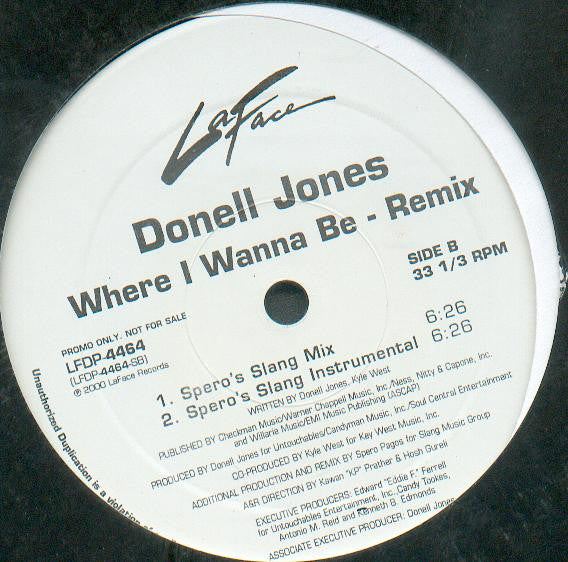 LaFace
Donell Jones
Where I Wanna Be - Remix
SIDE B
33 1/3 RPM
PROMO ONLY. NOT FOR SALE
LFDP-4464
(LFDP-4464-SB)
℗ 2000 LaFace Records
1. Spero's Slang Mix 6:26
2. Spero's Slang Instrumental 6:26
WRITTEN BY Donell Jones, Kyle West
PUBLISHED BY Checkman Music/Warner Chappell Music, Inc./Ness, Nitty & Capone, Inc.
and Willarie Music/EMI Music Publishing (ASCAP)
PRODUCED BY Donell Jones for Untouchables/Candyman Music, Inc./Soul Central Entertainment
CO-PRODUCED BY Kyle West for Key West Music, Inc.
ADDITIONAL PRODUCTION AND REMIX BY Spero Pagos for Slang Music Group
A&R DIRECTION BY Kawan "KP" Prather & Hosh Gureli
EXECUTIVE PRODUCERS: Edward "Eddie F." Ferrell
for Untouchables Entertainment, Inc. Candy Tookes,
Antonio M. Reid and Kenneth B. Edmonds
ASSOCIATE EXECUTIVE PRODUCER: Donell Jones
Unauthorized Duplication is a violation of